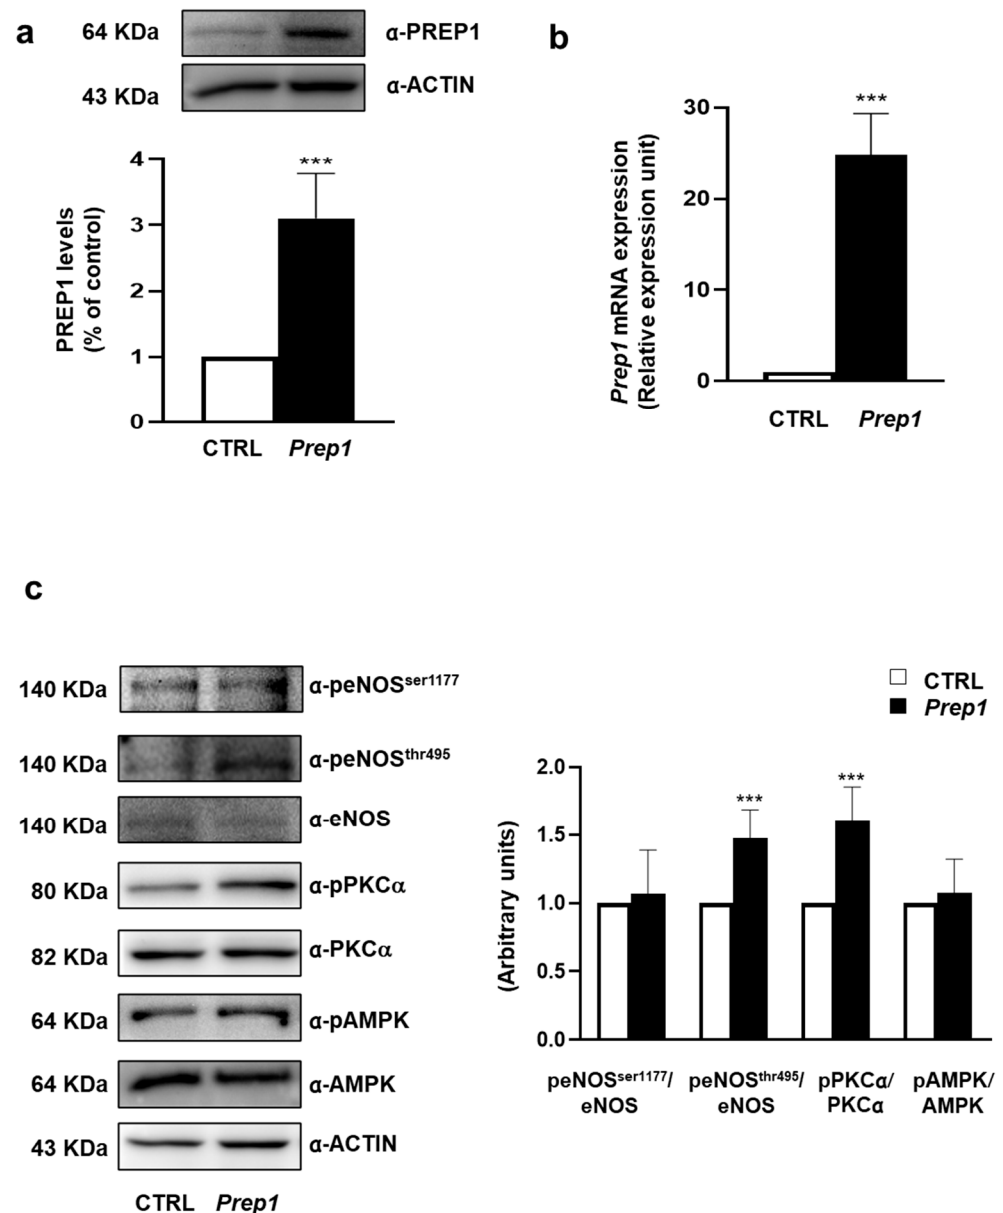 a
64 KDa
α-PREP1
43 KDa
α-ACTIN
PREP1 levels
(% of control)
4
3
2
1
0
***
CTRL
Prep1
b
Prep1 mRNA expression
(Relative expression unit)
30
20
10
0
***
CTRL
Prep1
c
140 KDa
α-peNOSser1177
140 KDa
α-peNOSthr495
140 KDa
α-eNOS
80 KDa
α-pPKCα
82 KDa
α-PKCα
64 KDa
α-pAMPK
64 KDa
α-AMPK
43 KDa
α-ACTIN
CTRL
Prep1
CTRL
Prep1
(Arbitrary units)
2.0
1.5
1.0
0.5
0.0
***
***
peNOSser1177/
eNOS
peNOSthr495/
eNOS
pPKCα/
PKCα
pAMPK/
AMPK